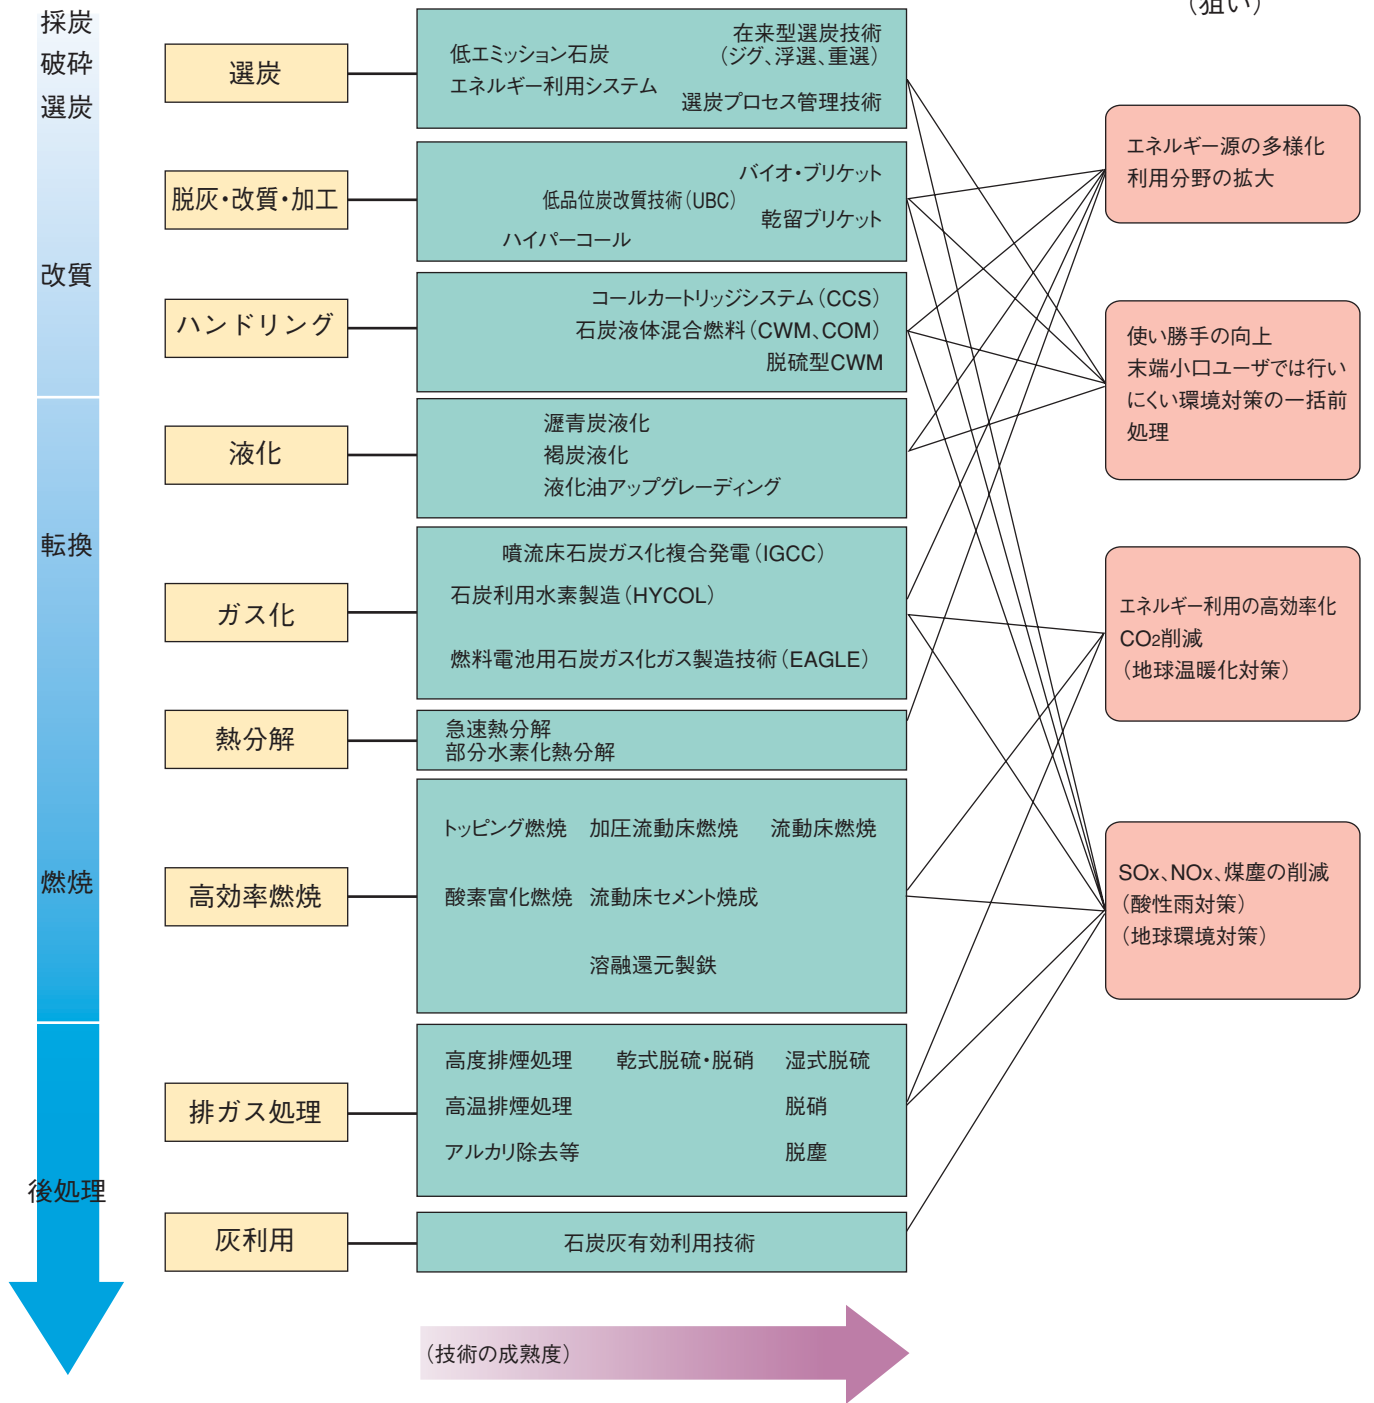 (狙い)
採炭
破砕
選炭
改質
転換
燃焼
後処理
選炭
低エミッション石炭
エネルギー利用システム
在来型選炭技術
(ジグ、浮選、重選)
選炭プロセス管理技術
脱灰・改質・加工
バイオ・ブリケット
低品位炭改質技術(UBC)
乾留ブリケット
ハイパーコール
ハンドリング
コールカートリッジシステム(CCS)
石炭液体混合燃料(CWM、COM)
脱硫型CWM
液化
瀝青炭液化
褐炭液化
液化油アップグレーディング
ガス化
噴流床石炭ガス化複合発電(IGCC)
石炭利用水素製造(HYCOL)
燃料電池用石炭ガス化ガス製造技術(EAGLE)
熱分解
急速熱分解
部分水素化熱分解
高効率燃焼
トッピング燃焼 加圧流動床燃焼 流動床燃焼
酸素富化燃焼 流動床セメント焼成
溶融還元製鉄
排ガス処理
高度排煙処理 乾式脱硫・脱硝 湿式脱硫
高温排煙処理 脱硝
アルカリ除去等 脱塵
灰利用
石炭灰有効利用技術
エネルギー源の多様化
利用分野の拡大
使い勝手の向上
末端小口ユーザでは行い
にくい環境対策の一括前
処理
エネルギー利用の高効率化
CO2削減
(地球温暖化対策)
SOx、NOx、煤塵の削減
(酸性雨対策)
(地球環境対策)
(技術の成熟度)